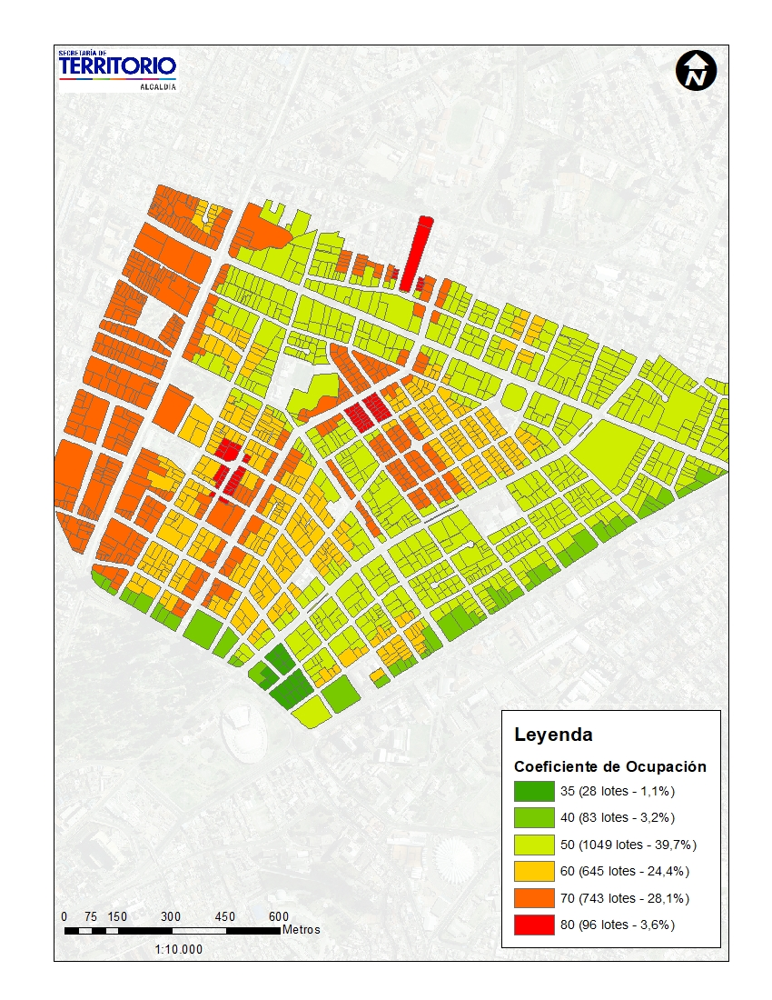 SECRETARÍA DE
TERRITORIO
ALCALDÍA
N
Leyenda
Coeficiente de Ocupación
35 (28 lotes - 1,1%)
40 (83 lotes - 3,2%)
50 (1049 lotes - 39,7%)
60 (645 lotes - 24,4%)
70 (743 lotes - 28,1%)
80 (96 lotes - 3,6%)
0 75 150 300 450 600
Metros
1:10.000